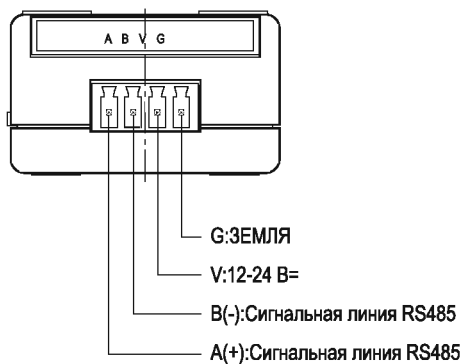 A B V G
G:ЗЕМЛЯ
V:12-24 В=
B(-):Сигнальная линия RS485
A(+):Сигнальная линия RS485